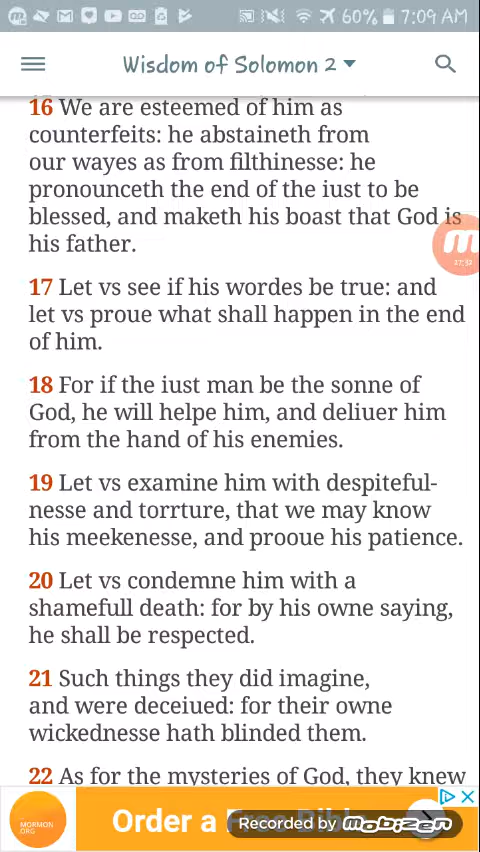 60% 7:09 AM
Wisdom of Solomon 2
16 We are esteemed of him as
counterfeits: he abstaineth from
our wayes as from filthinesse: he
pronounceth the end of the iust to be
blessed, and maketh his boast that God is
his father.
17 Let vs see if his wordes be true: and
let vs proue what shall happen in the end
of him.
18 For if the iust man be the sonne of
God, he will helpe him, and deliuer him
from the hand of his enemies.
19 Let vs examine him with despiteful-
nesse and torrture, that we may know
his meekenesse, and prooue his patience.
20 Let vs condemne him with a
shamefull death: for by his owne saying,
he shall be respected.
21 Such things they did imagine,
and were deceiued: for their owne
wickednesse hath blinded them.
22 As for the mysteries of God, they knew
MORMON
.ORG
Order a Free Bible
Recorded by mobizen